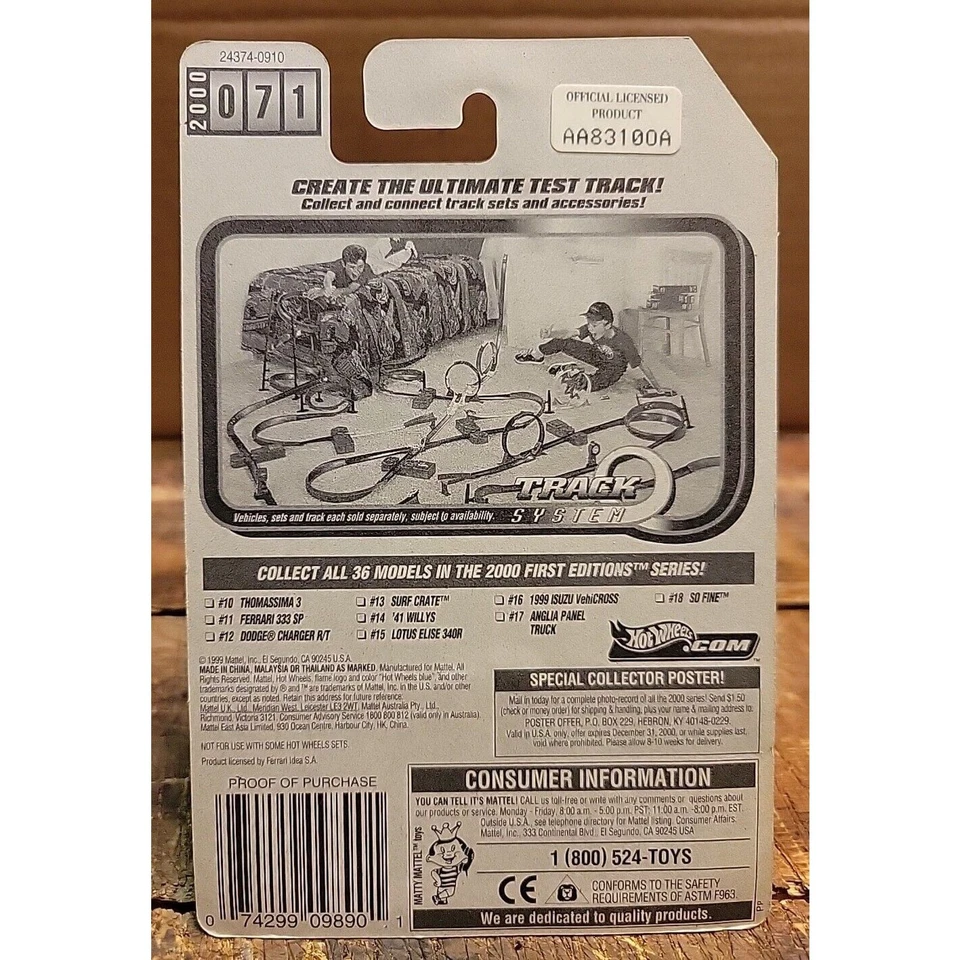 24374-0910
2000
071
OFFICIAL LICENSED
PRODUCT
AA83100A
CREATE THE ULTIMATE TEST TRACK!
Collect and connect track sets and accessories!
TRACK
SYSTEM
Vehicles, sets and track each sold separately, subject to availability.
COLLECT ALL 36 MODELS IN THE 2000 FIRST EDITIONS™ SERIES!
#10 THOMASSIMA 3
#11 FERRARI 333 SP
#12 DODGE® CHARGER R/T
#13 SURF CRATE™
#14 '41 WILLYS
#15 LOTUS ELISE 340R
#16 1999 ISUZU VehiCROSS
#17 ANGLIA PANEL
TRUCK
#18 SO FINE™
HOT WHEELS.COM™
© 1999 Mattel, Inc., El Segundo, CA 90245 U.S.A.
MADE IN CHINA, MALAYSIA OR THAILAND AS MARKED. Manufactured for Mattel. All
Rights Reserved. Mattel, Hot Wheels, flame logo and color "Hot Wheels blue", and other
trademarks designated by ® and ™ are trademarks of Mattel, Inc. in the U.S. and/or other
countries, except as noted. Retain this address for future reference:
Mattel U.K., Ltd. Meridian West, Leicester LE3 2WT. Mattel Australia Pty., Ltd.,
Richmond, Victoria 3121. Consumer Advisory Service 1800 800 812 (valid only in Australia).
Mattel East Asia Limited, 930 Ocean Centre, Harbour City, HK, China.
NOT FOR USE WITH SOME HOT WHEELS SETS.
Product licensed by Ferrari Idea S.A.
SPECIAL COLLECTOR POSTER!
Mail in today for a complete photo-record of all the 2000 series! Send $1.50
(check or money order) for shipping & handling, plus your name & mailing address to:
POSTER OFFER, P.O. BOX 229, HEBRON, KY 40148-0229.
Valid in U.S.A. only, offer expires December 31, 2000, or while supplies last,
void where prohibited. Please allow 8-10 weeks for delivery.
PROOF OF PURCHASE
0 74299 09890 1
CONSUMER INFORMATION
YOU CAN TELL IT'S MATTEL! CALL us toll-free or write with any comments or questions about
our products or service. Monday - Friday, 8:00 a.m. - 5:00 p.m. PST; 11:00 a.m. -8:00 p.m. EST.
Outside U.S.A., see telephone directory for Mattel listing. Consumer Affairs,
Mattel, Inc., 333 Continental Blvd., El Segundo, CA 90245 USA
MATTY MATTEL™ toys
1 (800) 524-TOYS
CE
CONFORMS TO THE SAFETY
REQUIREMENTS OF ASTM F963.
We are dedicated to quality products.
PP